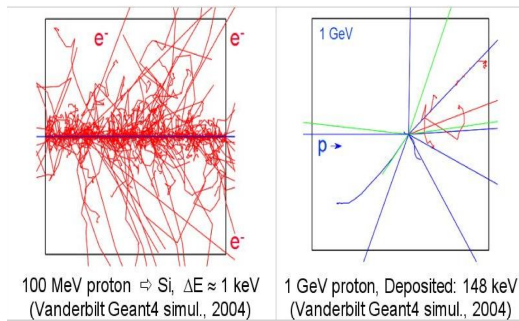 e-
e-
e-
100 MeV proton ⇨ Si, ΔE ≈ 1 keV
(Vanderbilt Geant4 simul., 2004)
1 GeV
p →
1 GeV proton, Deposited: 148 keV
(Vanderbilt Geant4 simul., 2004)